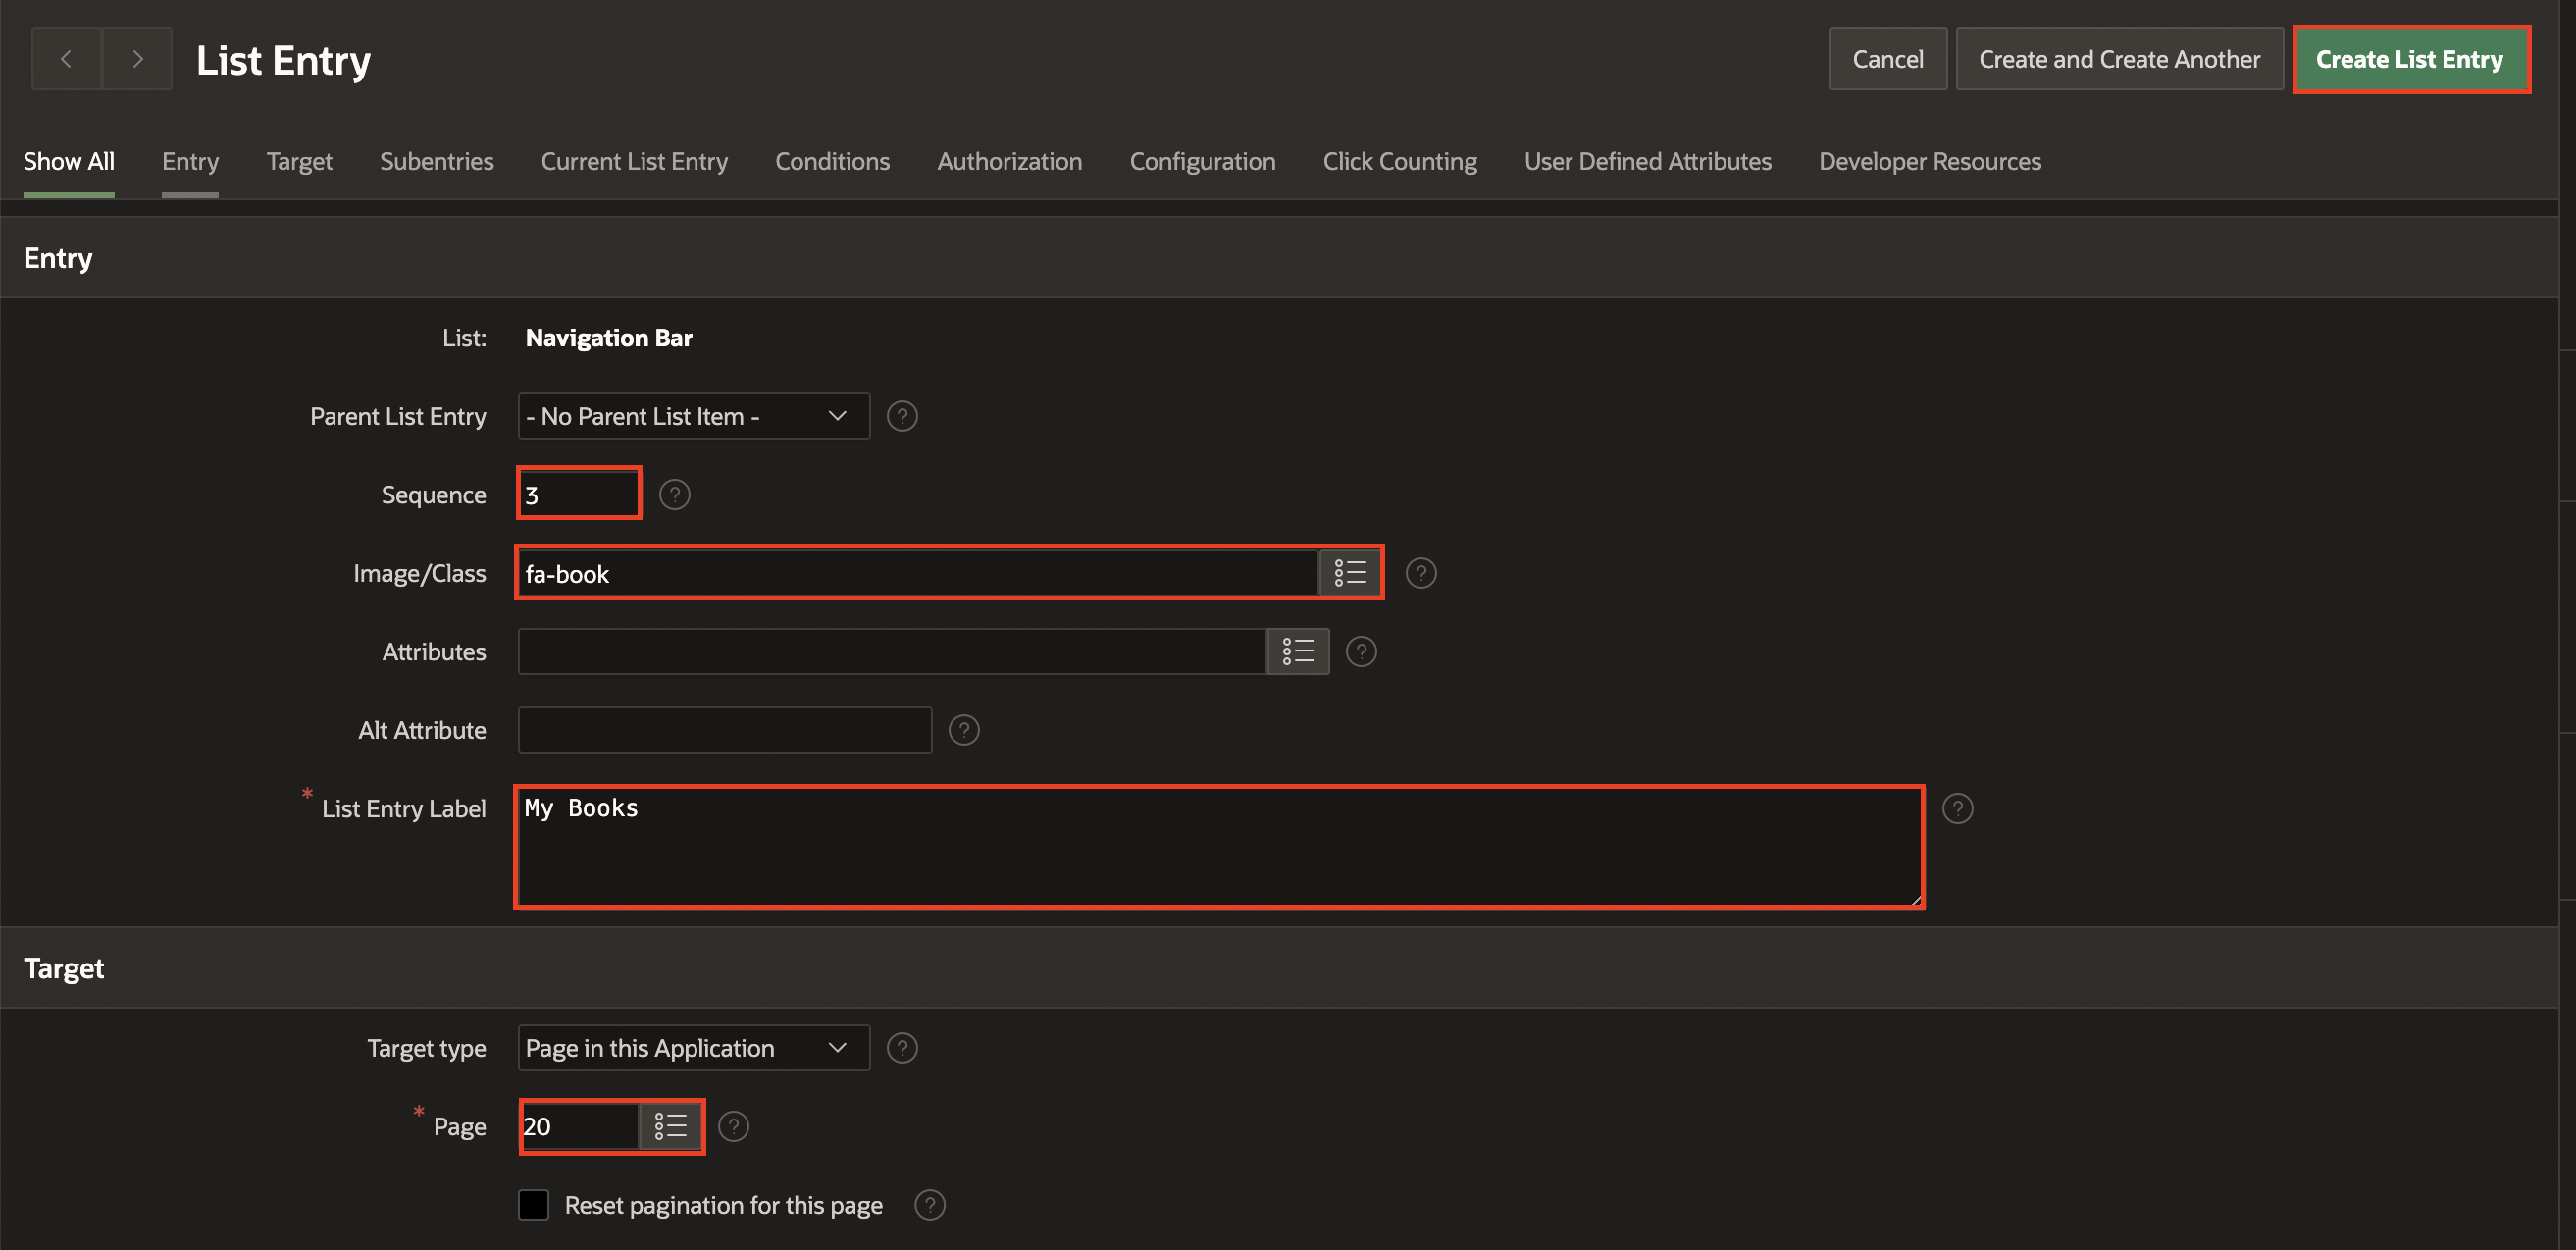 List Entry
Cancel
Create and Create Another
Create List Entry
Show All
Entry
Target
Subentries
Current List Entry
Conditions
Authorization
Configuration
Click Counting
User Defined Attributes
Developer Resources
Entry
List: Navigation Bar
Parent List Entry - No Parent List Item - ?
Sequence 3 ?
Image/Class fa-book ?
Attributes ?
Alt Attribute ?
* List Entry Label My Books ?
Target
Target type Page in this Application ?
* Page 20 ?
Reset pagination for this page ?